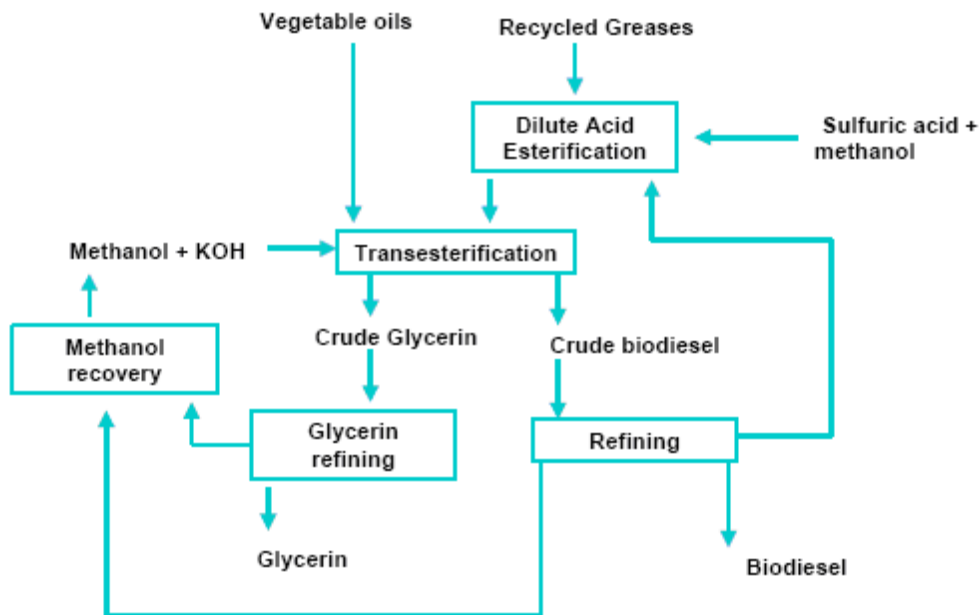 Vegetable oils
Recycled Greases
Dilute Acid
Esterification
Sulfuric acid +
methanol
Methanol + KOH
Transesterification
Methanol
recovery
Crude Glycerin
Crude biodiesel
Glycerin
refining
Refining
Glycerin
Biodiesel